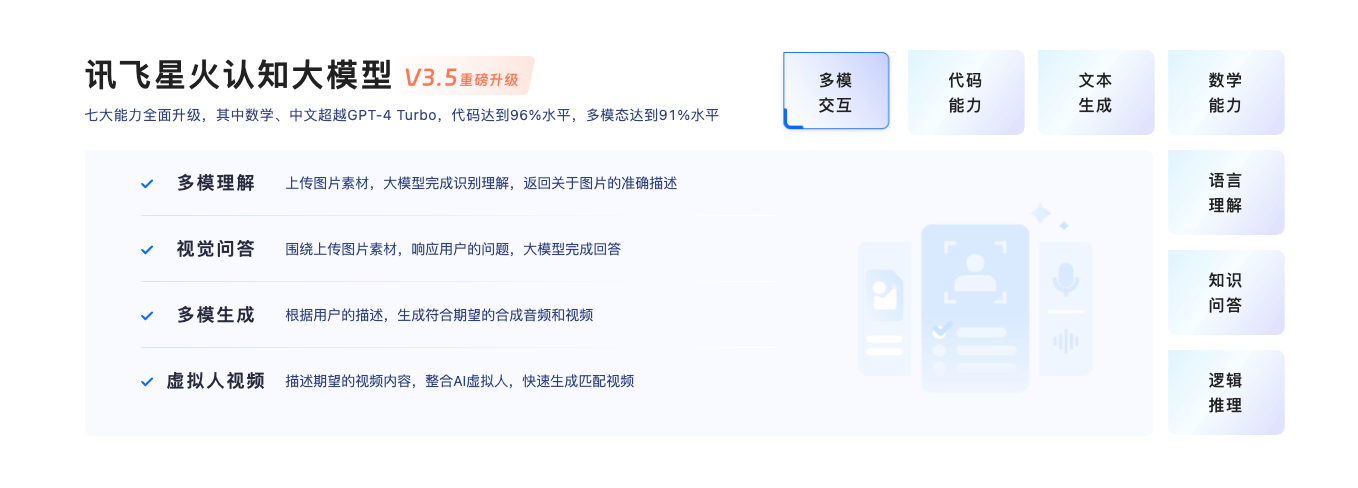 讯飞星火认知大模型 V3.5重磅升级
七大能力全面升级，其中数学、中文超越GPT-4 Turbo，代码达到96%水平，多模态达到91%水平
多模
交互
代码
能力
文本
生成
数学
能力
语言
理解
知识
问答
逻辑
推理
多模理解 上传图片素材，大模型完成识别理解，返回关于图片的准确描述
视觉问答 围绕上传图片素材，响应用户的问题，大模型完成回答
多模生成 根据用户的描述，生成符合期望的合成音频和视频
虚拟人视频 描述期望的视频内容，整合AI虚拟人，快速生成匹配视频